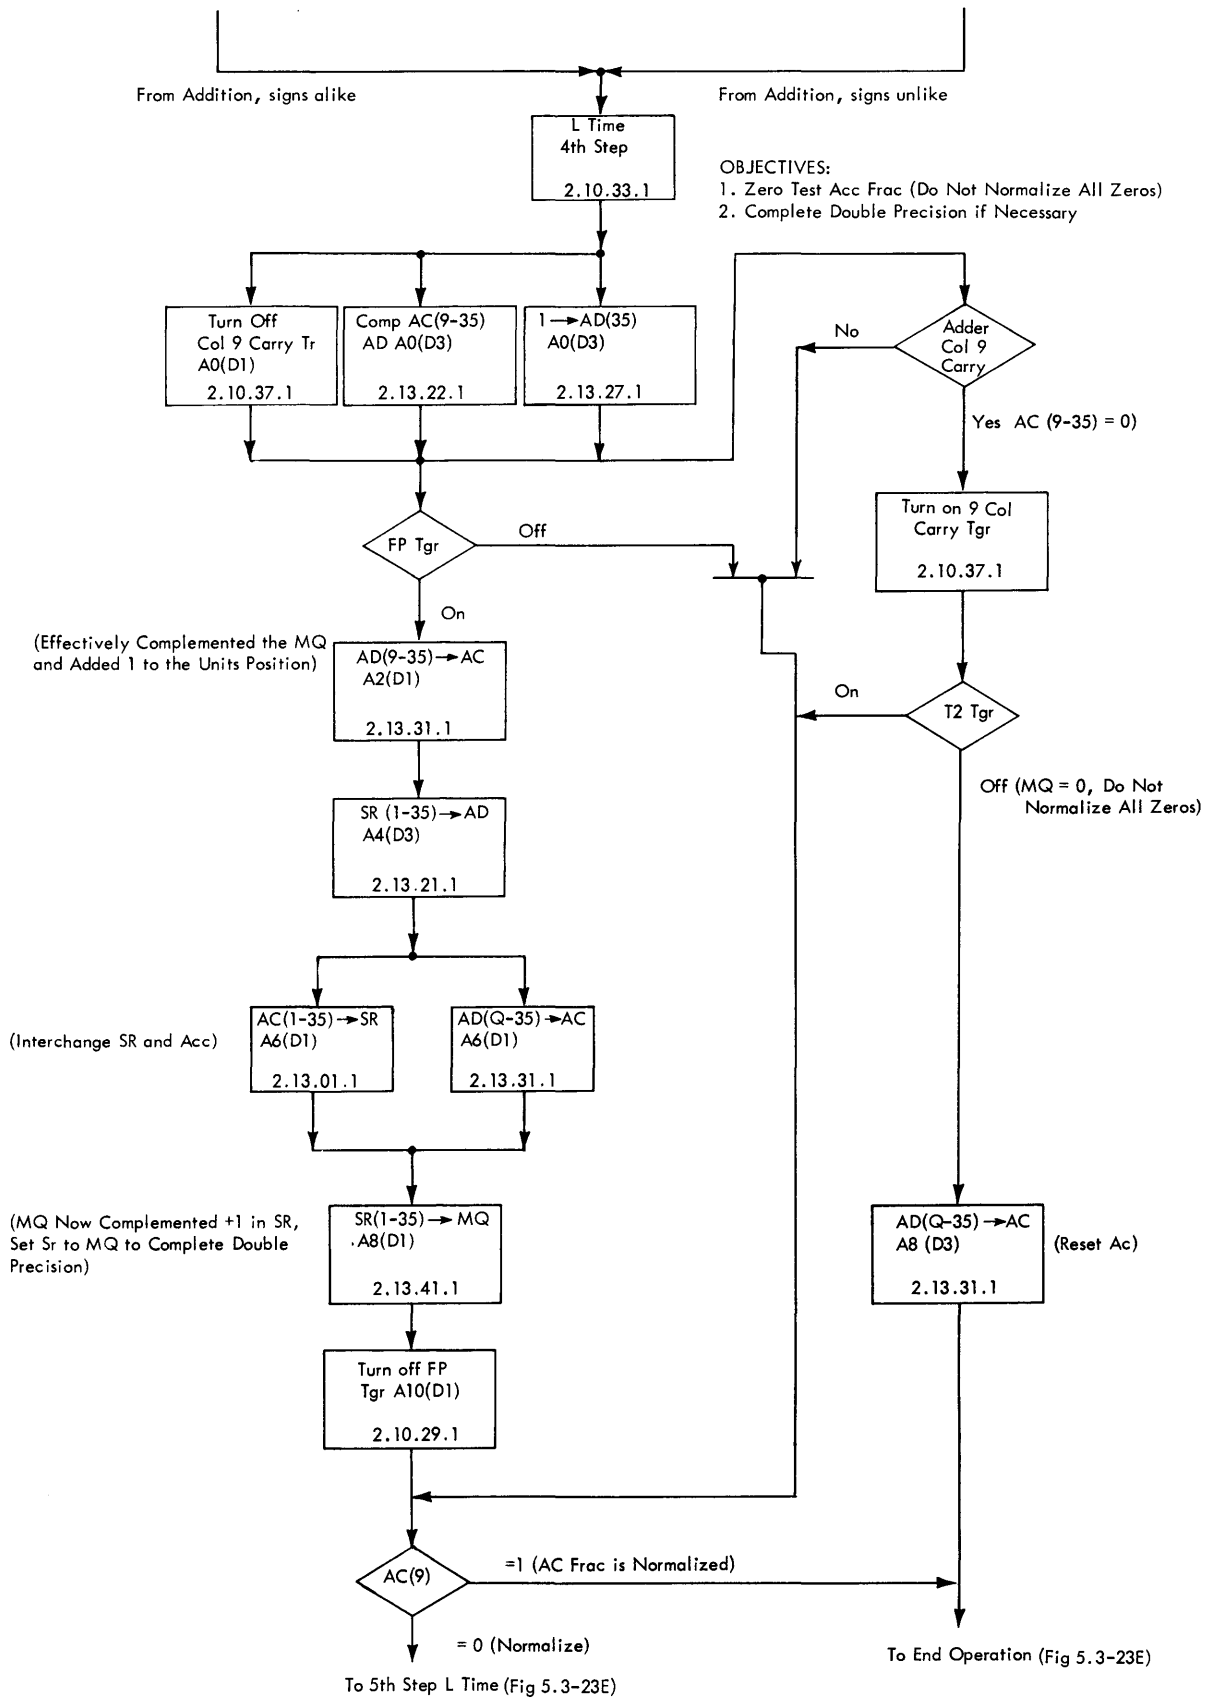 From Addition, signs alike
From Addition, signs unlike
L Time
4th Step
2.10.33.1
OBJECTIVES:
1. Zero Test Acc Frac (Do Not Normalize All Zeros)
2. Complete Double Precision if Necessary
Turn Off
Col 9 Carry Tr
A0(D1)
2.10.37.1
Comp AC(9-35)
AD A0(D3)
2.13.22.1
1→AD(35)
A0(D3)
2.13.27.1
Adder
Col 9
Carry
No
Yes AC (9-35) = 0)
Turn on 9 Col
Carry Tgr
2.10.37.1
FP Tgr
Off
On
(Effectively Complemented the MQ
and Added 1 to the Units Position)
AD(9-35)→AC
A2(D1)
2.13.31.1
T2 Tgr
On
Off (MQ = 0, Do Not
Normalize All Zeros)
SR (1-35)→AD
A4(D3)
2.13.21.1
(Interchange SR and Acc)
AC(1-35)→SR
A6(D1)
2.13.01.1
AD(Q-35)→AC
A6(D1)
2.13.31.1
(MQ Now Complemented +1 in SR,
Set Sr to MQ to Complete Double
Precision)
SR(1-35)→MQ
.A8(D1)
2.13.41.1
AD(Q-35)→AC
A8 (D3)
2.13.31.1
(Reset Ac)
Turn off FP
Tgr A10(D1)
2.10.29.1
AC(9)
=1 (AC Frac is Normalized)
= 0 (Normalize)
To 5th Step L Time (Fig 5.3-23E)
To End Operation (Fig 5.3-23E)